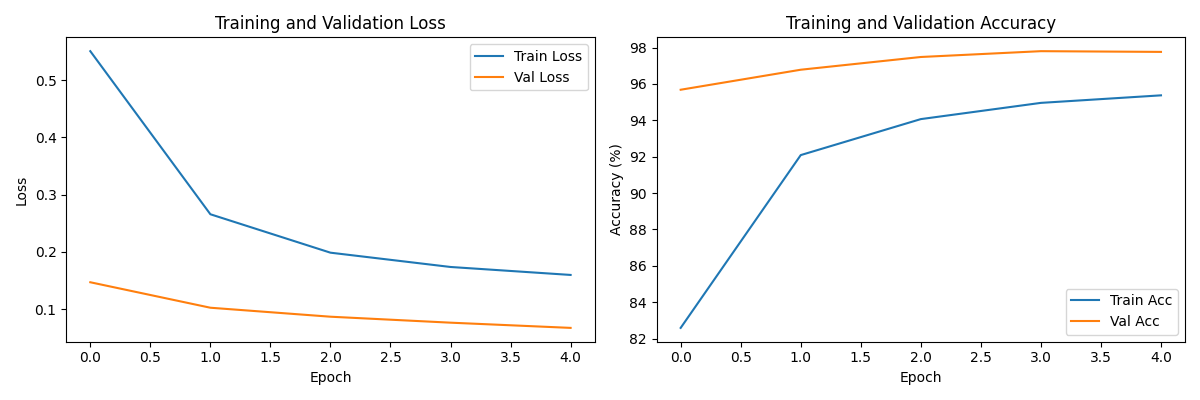 Training and Validation Loss
Train Loss
Val Loss
0.5
0.4
0.3
0.2
0.1
Loss
0.0 0.5 1.0 1.5 2.0 2.5 3.0 3.5 4.0
Epoch
Training and Validation Accuracy
98
96
94
92
90
88
86
84
82
Accuracy (%)
Train Acc
Val Acc
0.0 0.5 1.0 1.5 2.0 2.5 3.0 3.5 4.0
Epoch